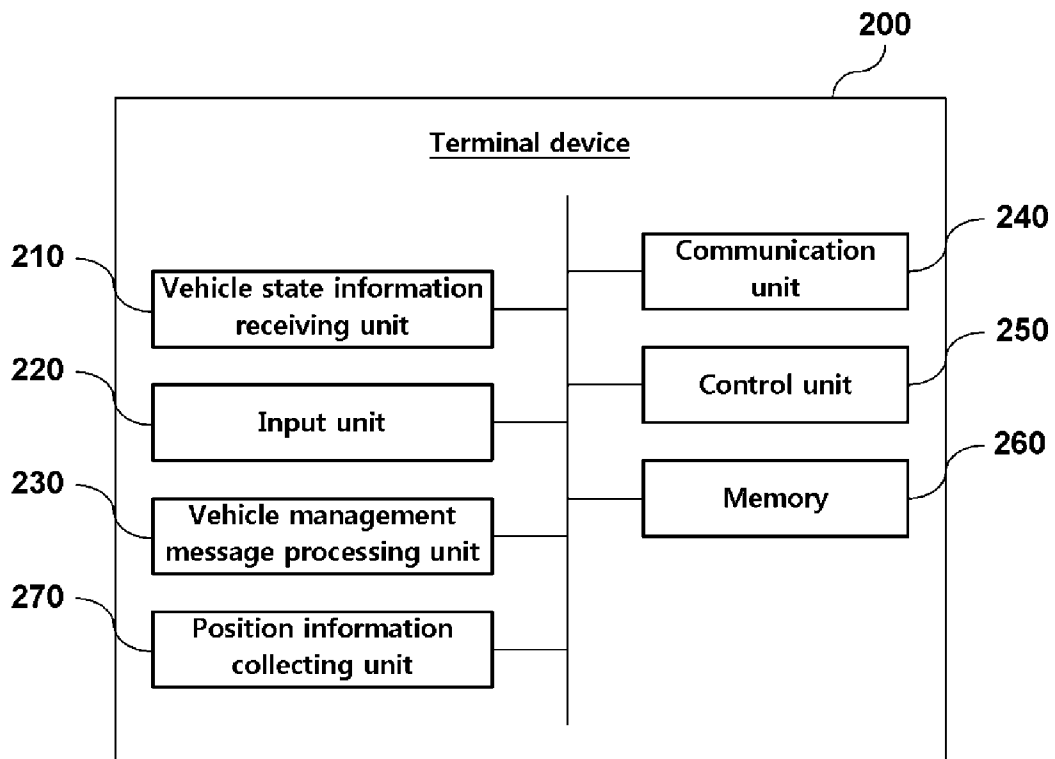 200
Terminal device
210
Vehicle state information
receiving unit
220
Input unit
230
Vehicle management
message processing unit
270
Position information
collecting unit
240
Communication
unit
250
Control unit
260
Memory